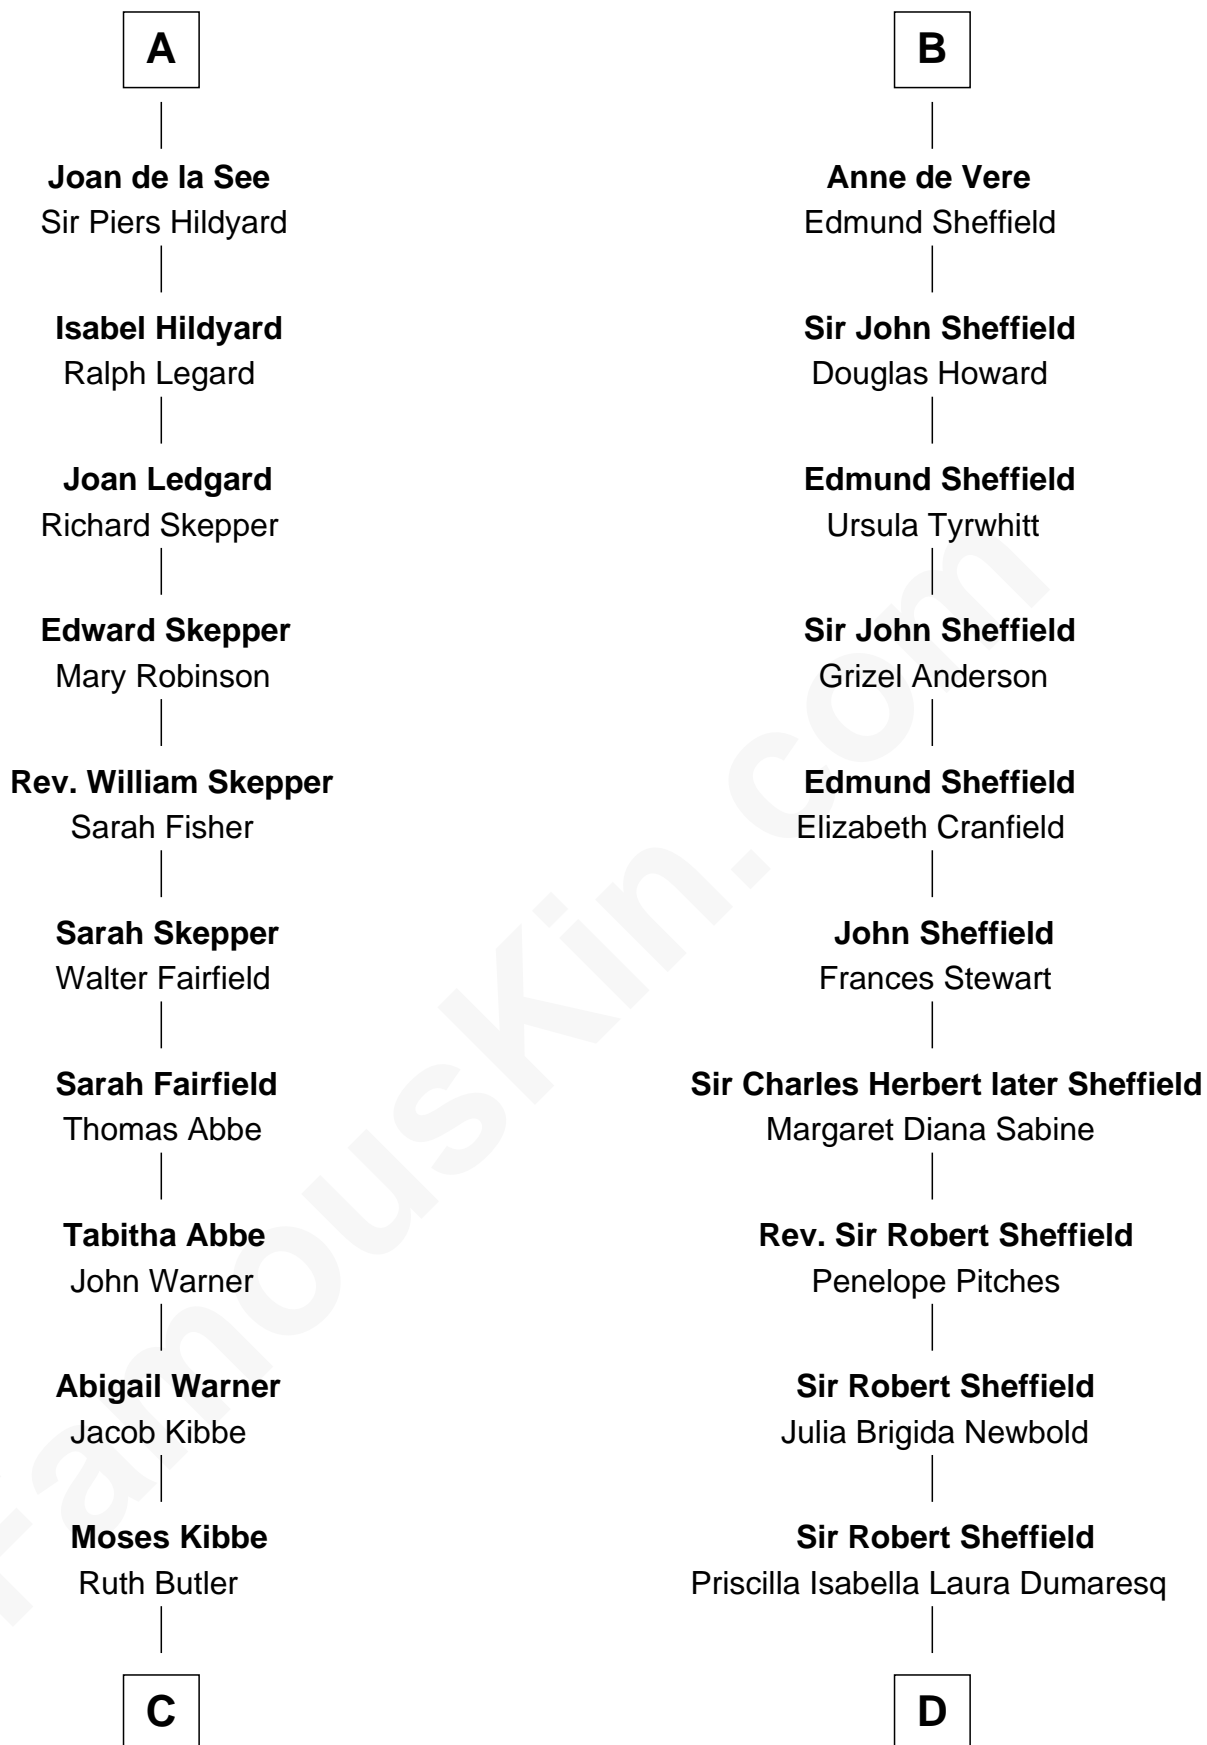 A
Joan de la See
Sir Piers Hildyard
Isabel Hildyard
Ralph Legard
Joan Ledgard
Richard Skepper
Edward Skepper
Mary Robinson
Rev. William Skepper
Sarah Fisher
Sarah Skepper
Walter Fairfield
Sarah Fairfield
Thomas Abbe
Tabitha Abbe
John Warner
Abigail Warner
Jacob Kibbe
Moses Kibbe
Ruth Butler
C
B
Anne de Vere
Edmund Sheffield
Sir John Sheffield
Douglas Howard
Edmund Sheffield
Ursula Tyrwhitt
Sir John Sheffield
Grizel Anderson
Edmund Sheffield
Elizabeth Cranfield
John Sheffield
Frances Stewart
Sir Charles Herbert later Sheffield
Margaret Diana Sabine
Rev. Sir Robert Sheffield
Penelope Pitches
Sir Robert Sheffield
Julia Brigida Newbold
Sir Robert Sheffield
Priscilla Isabella Laura Dumaresq
D
FamousKin.com